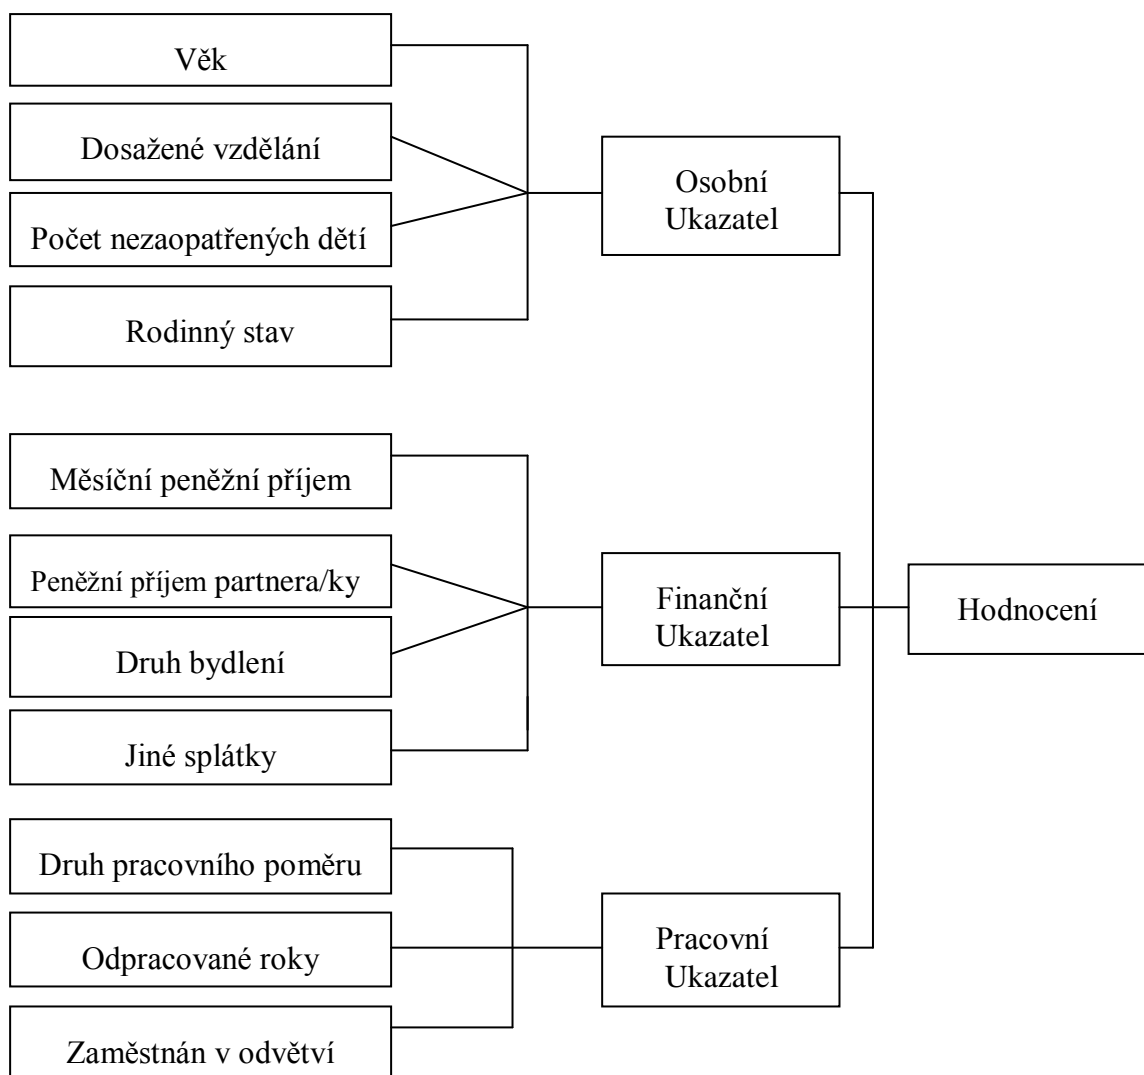 Věk
Dosažené vzdělání
Počet nezaopatřených dětí
Rodinný stav
Osobní
Ukazatel
Měsíční peněžní příjem
Peněžní příjem partnera/ky
Druh bydlení
Jiné splátky
Finanční
Ukazatel
Hodnocení
Druh pracovního poměru
Odpracované roky
Zaměstnán v odvětví
Pracovní
Ukazatel